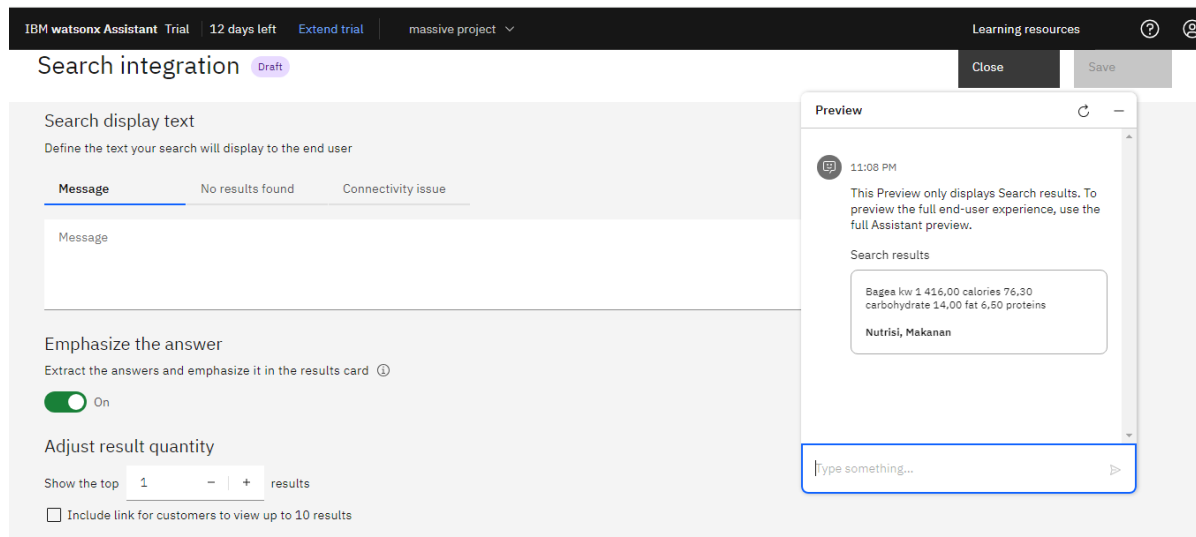 IBM watsonx Assistant Trial 12 days left Extend trial massive project Learning resources
Search integration Draft Close Save
Search display text
Define the text your search will display to the end user
Message No results found Connectivity issue
Message
Emphasize the answer
Extract the answers and emphasize it in the results card
On
Adjust result quantity
Show the top 1 - + results
Include link for customers to view up to 10 results
Preview
11:08 PM
This Preview only displays Search results. To
preview the full end-user experience, use the
full Assistant preview.
Search results
Bagea kw 1 416,00 calories 76,30
carbohydrate 14,00 fat 6,50 proteins
Nutrisi, Makanan
Type something...